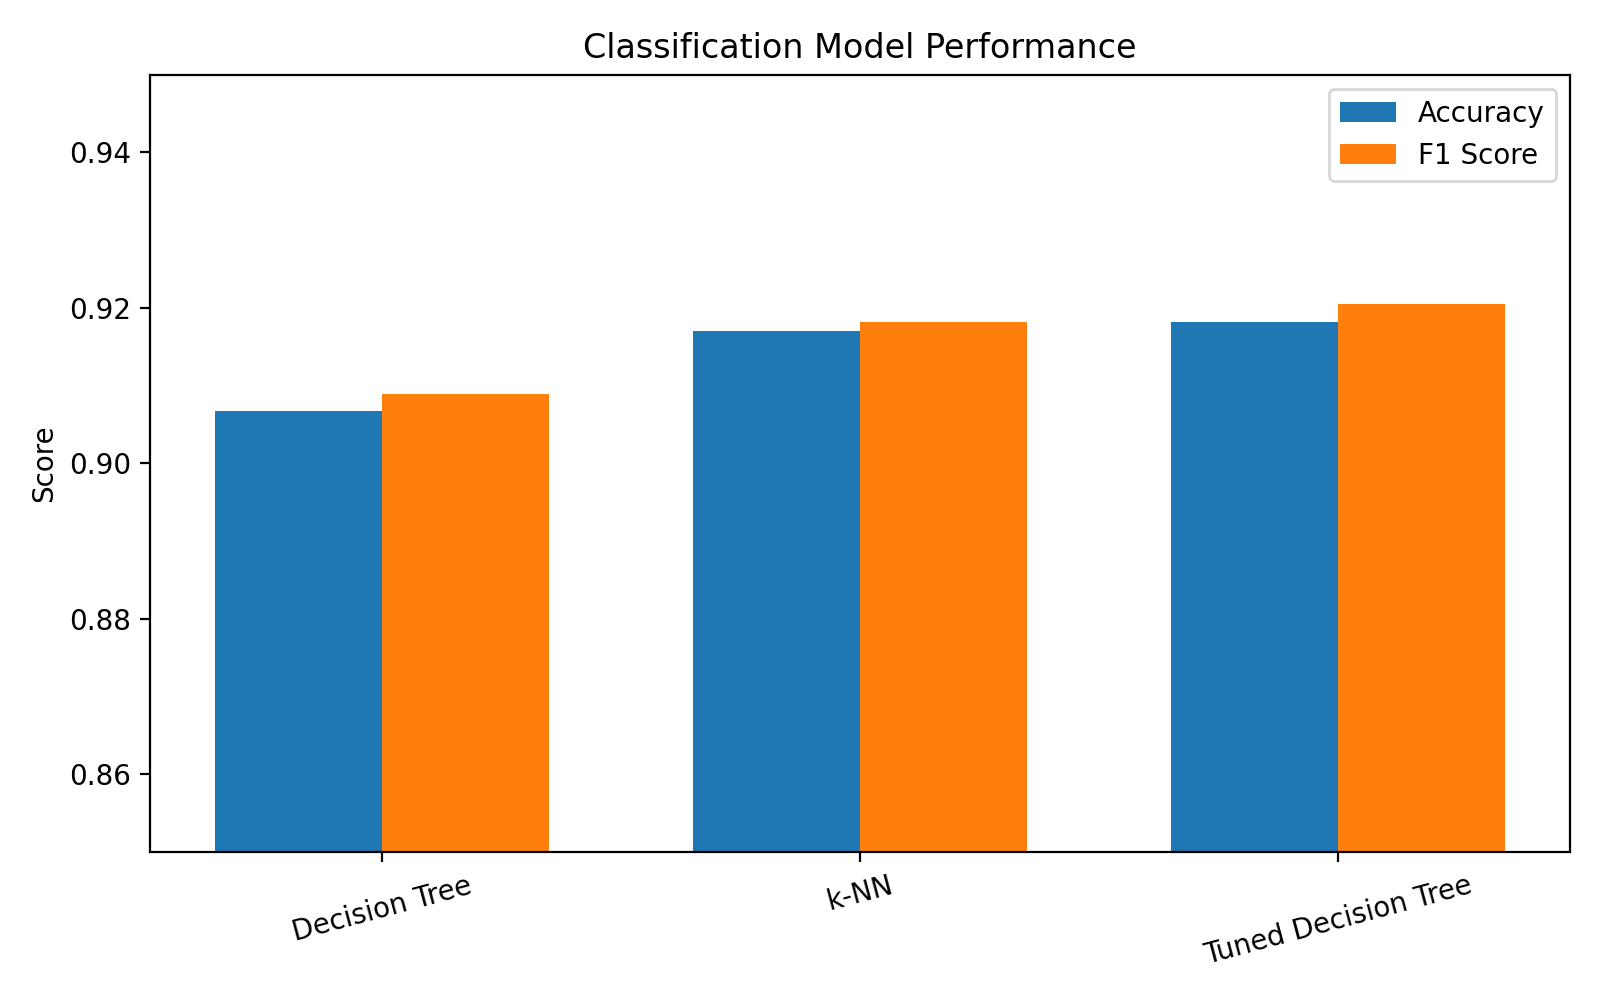 Classification Model Performance
Accuracy
F1 Score
0.94
0.92
0.90
0.88
0.86
Score
Decision Tree
k-NN
Tuned Decision Tree